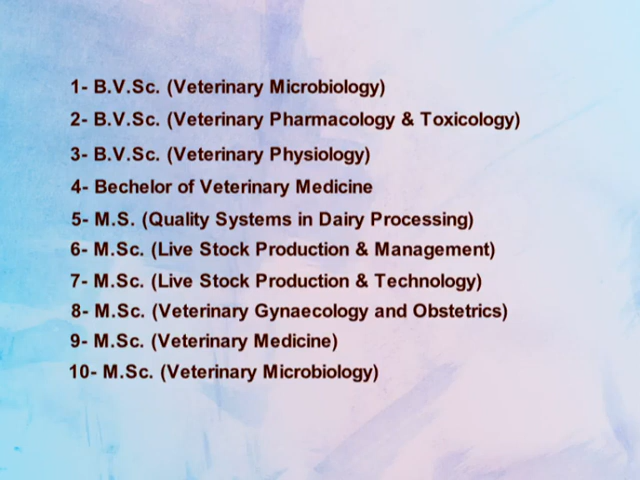 1- B.V.Sc. (Veterinary Microbiology)
2- B.V.Sc. (Veterinary Pharmacology & Toxicology)
3- B.V.Sc. (Veterinary Physiology)
4- Bechelor of Veterinary Medicine
5- M.S. (Quality Systems in Dairy Processing)
6- M.Sc. (Live Stock Production & Management)
7- M.Sc. (Live Stock Production & Technology)
8- M.Sc. (Veterinary Gynaecology and Obstetrics)
9- M.Sc. (Veterinary Medicine)
10- M.Sc. (Veterinary Microbiology)